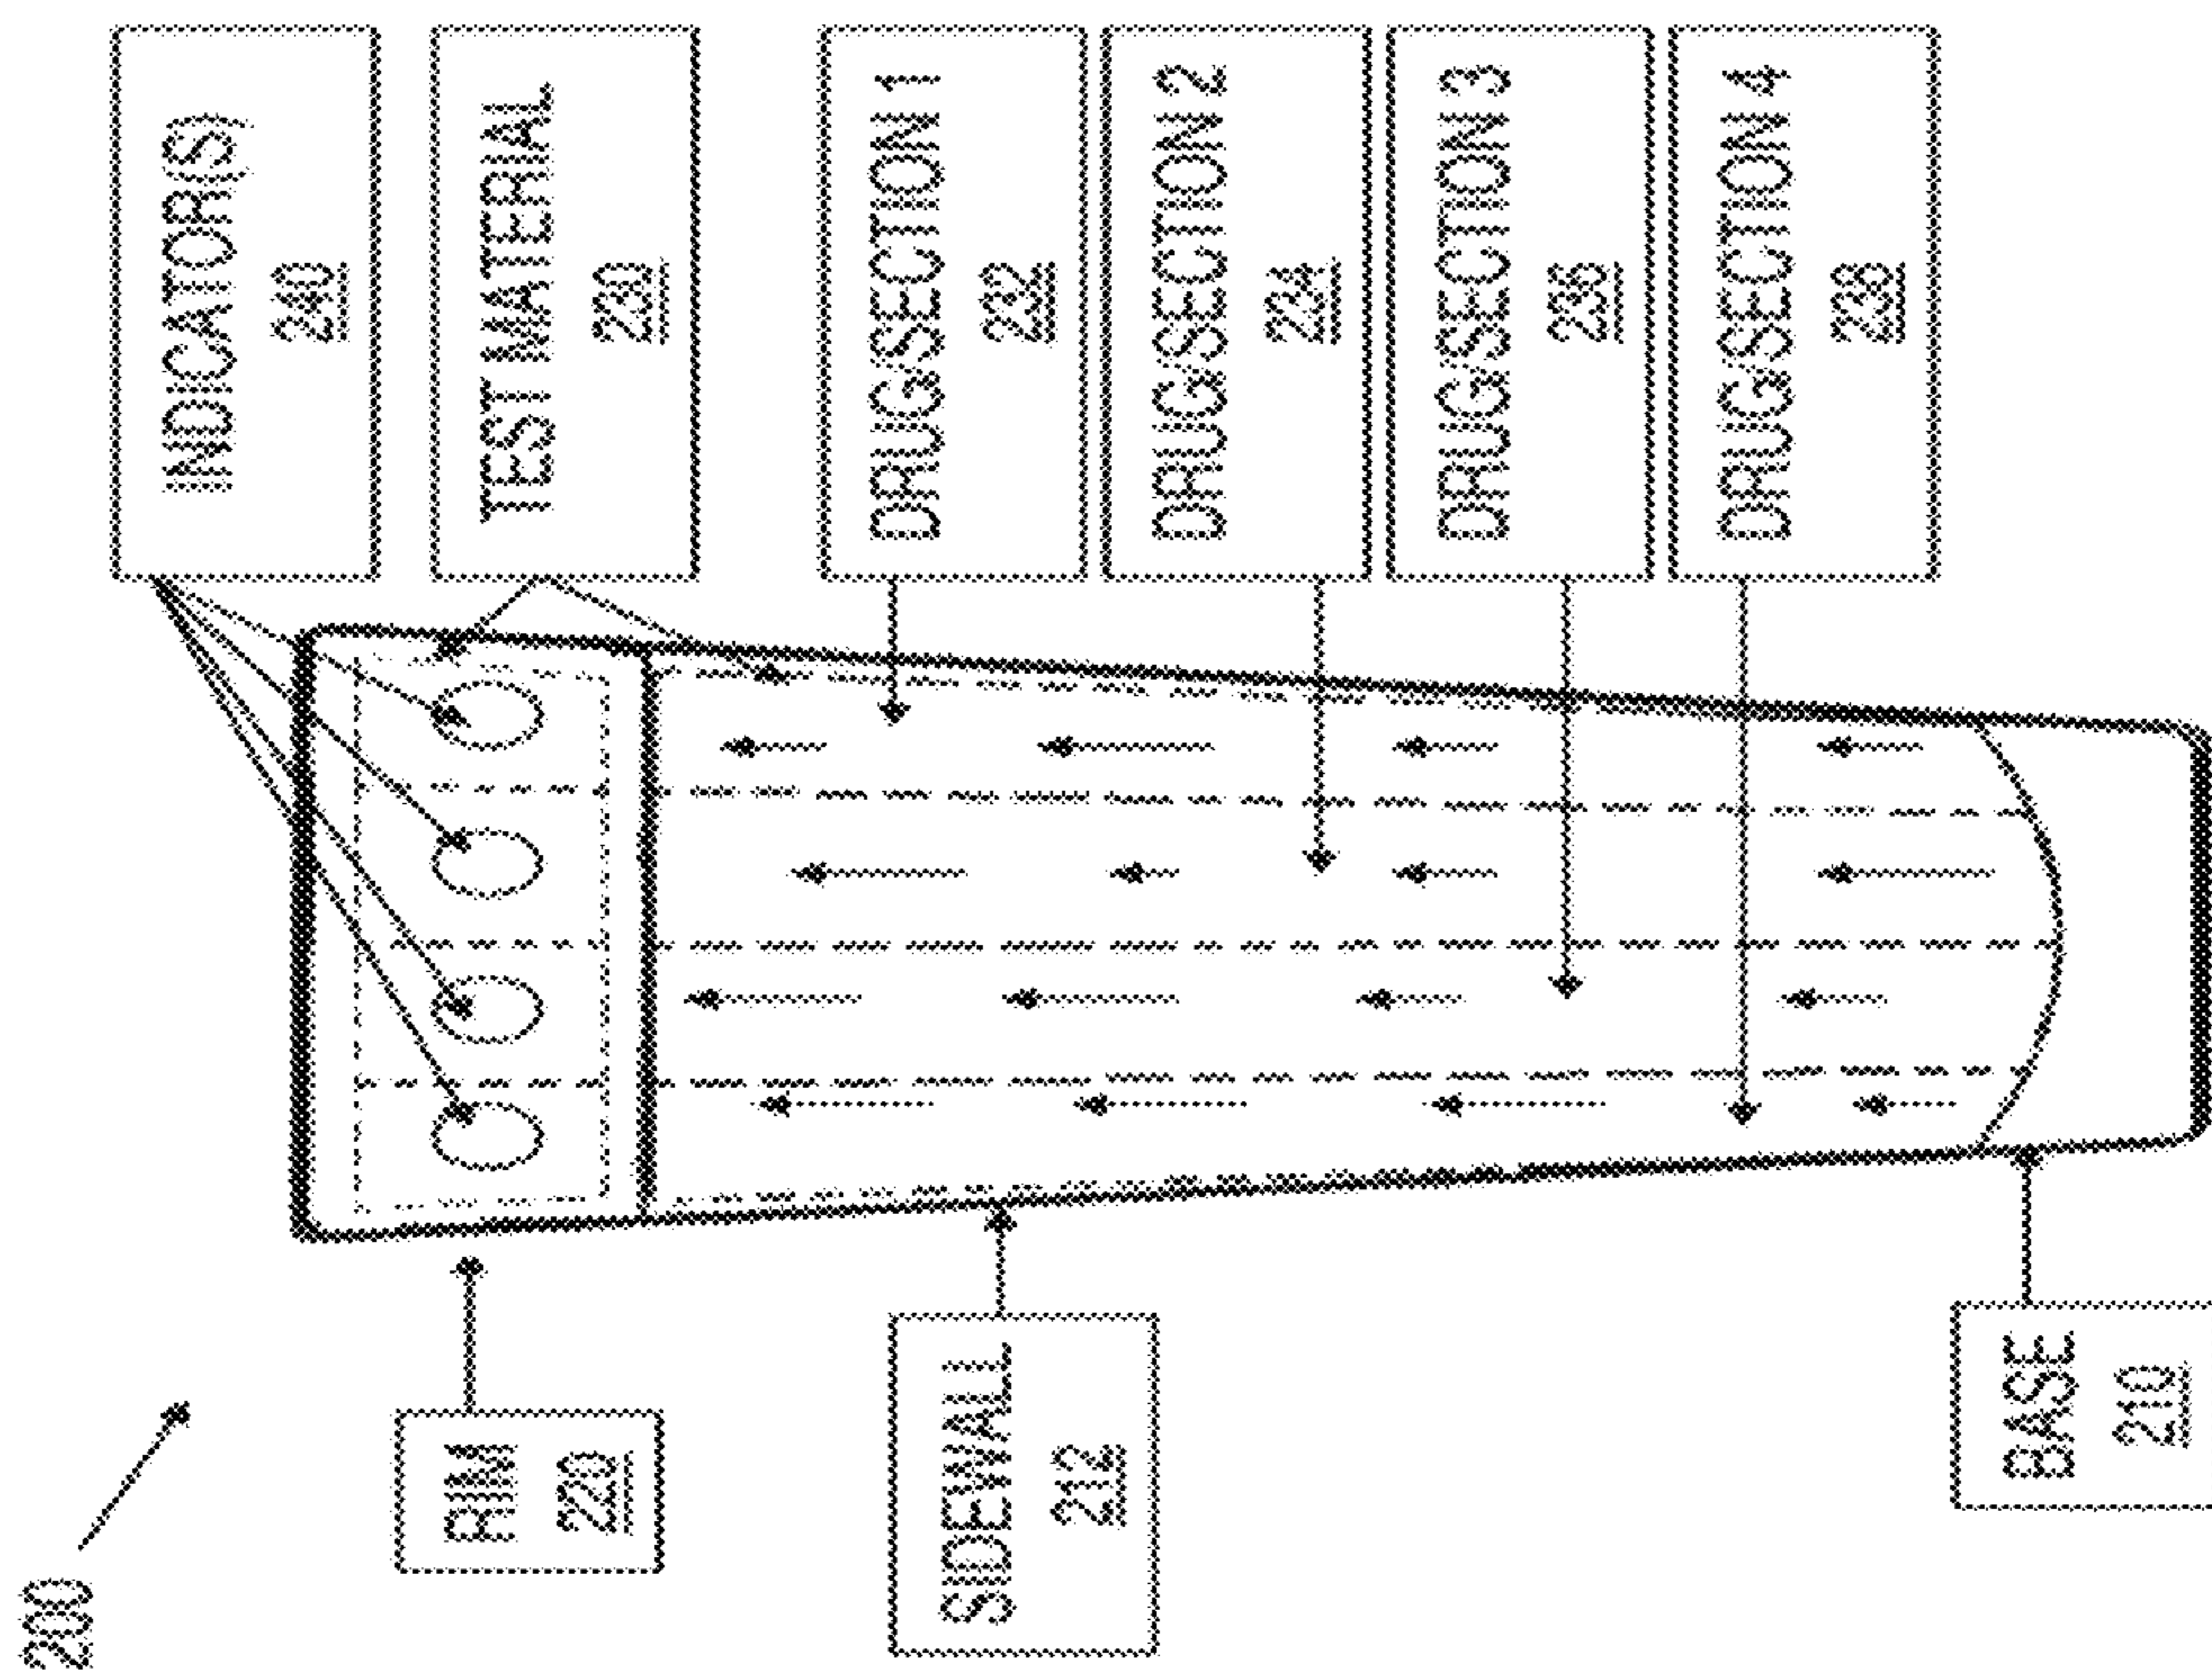 200
INDICATOR(S)
240
TEST MATERIAL
230
DRUG/SECTION 1
232
DRUG/SECTION 2
234
DRUG/SECTION 3
236
DRUG/SECTION 4
238
RIM
220
SIDEWALL
212
BASE
210